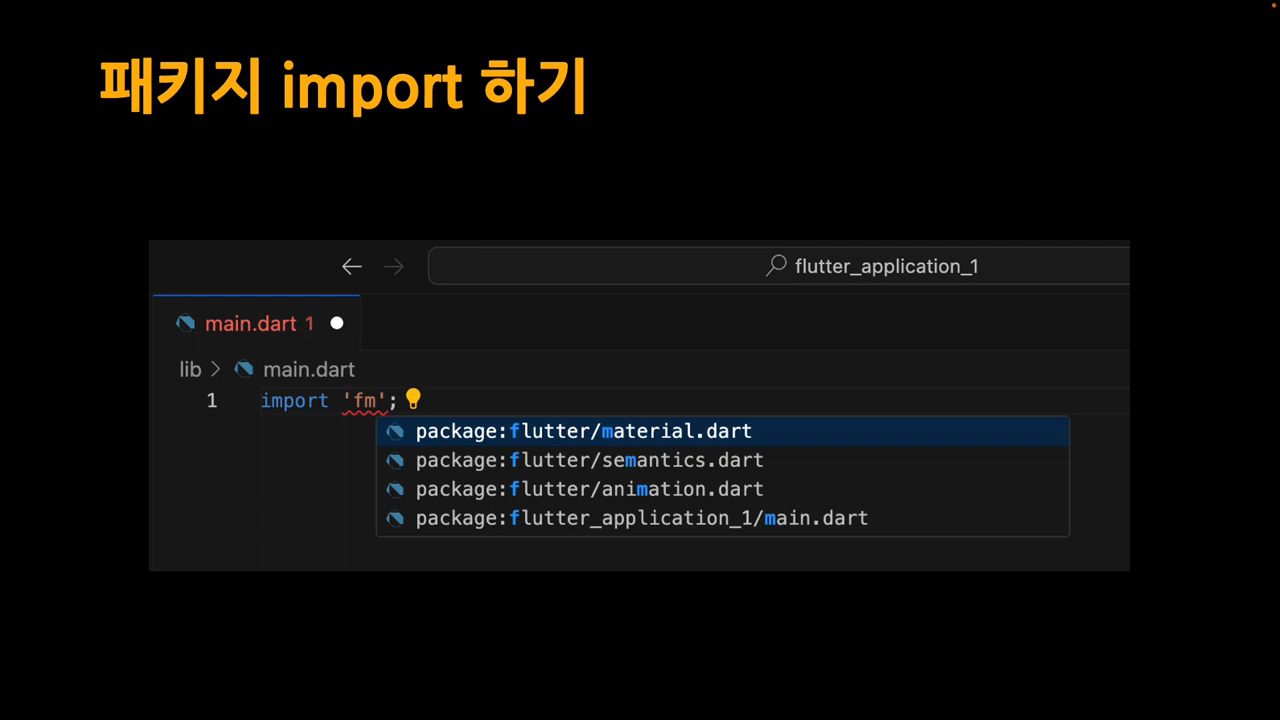 패키지 import 하기
flutter_application_1
main.dart 1
lib > main.dart
1 import 'fm';
package:flutter/material.dart
package:flutter/semantics.dart
package:flutter/animation.dart
package:flutter_application_1/main.dart